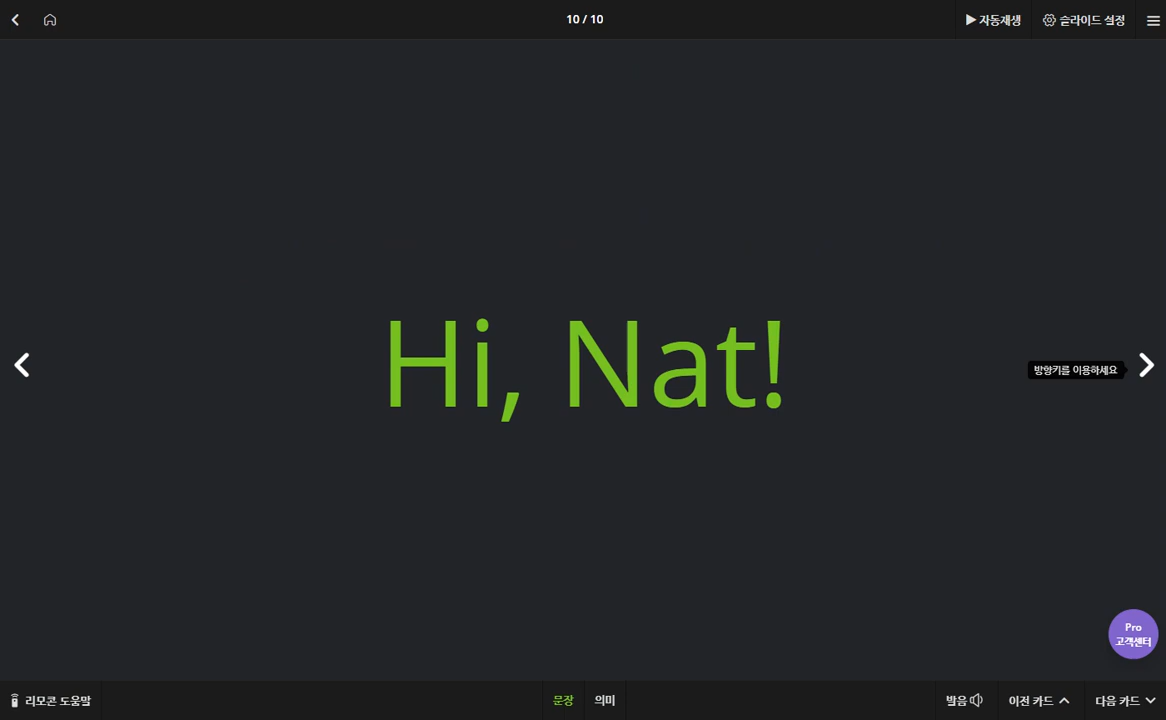 10 / 10
자동재생
슬라이드 설정
Hi, Nat!
방향키를 이용하세요
Pro
고객센터
리모콘 도움말
문장
의미
발음
이전 카드
다음 카드